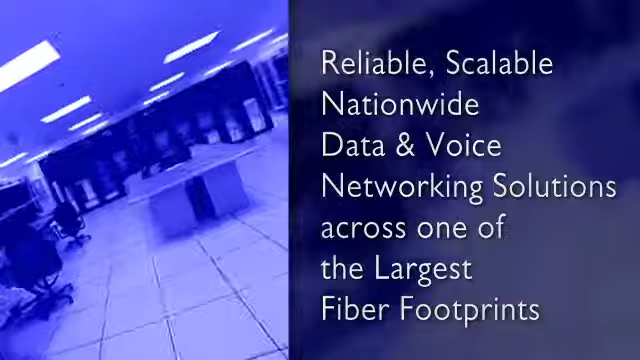 Reliable, Scalable
Nationwide
Data & Voice
Networking Solutions
across one of
the Largest
Fiber Footprints